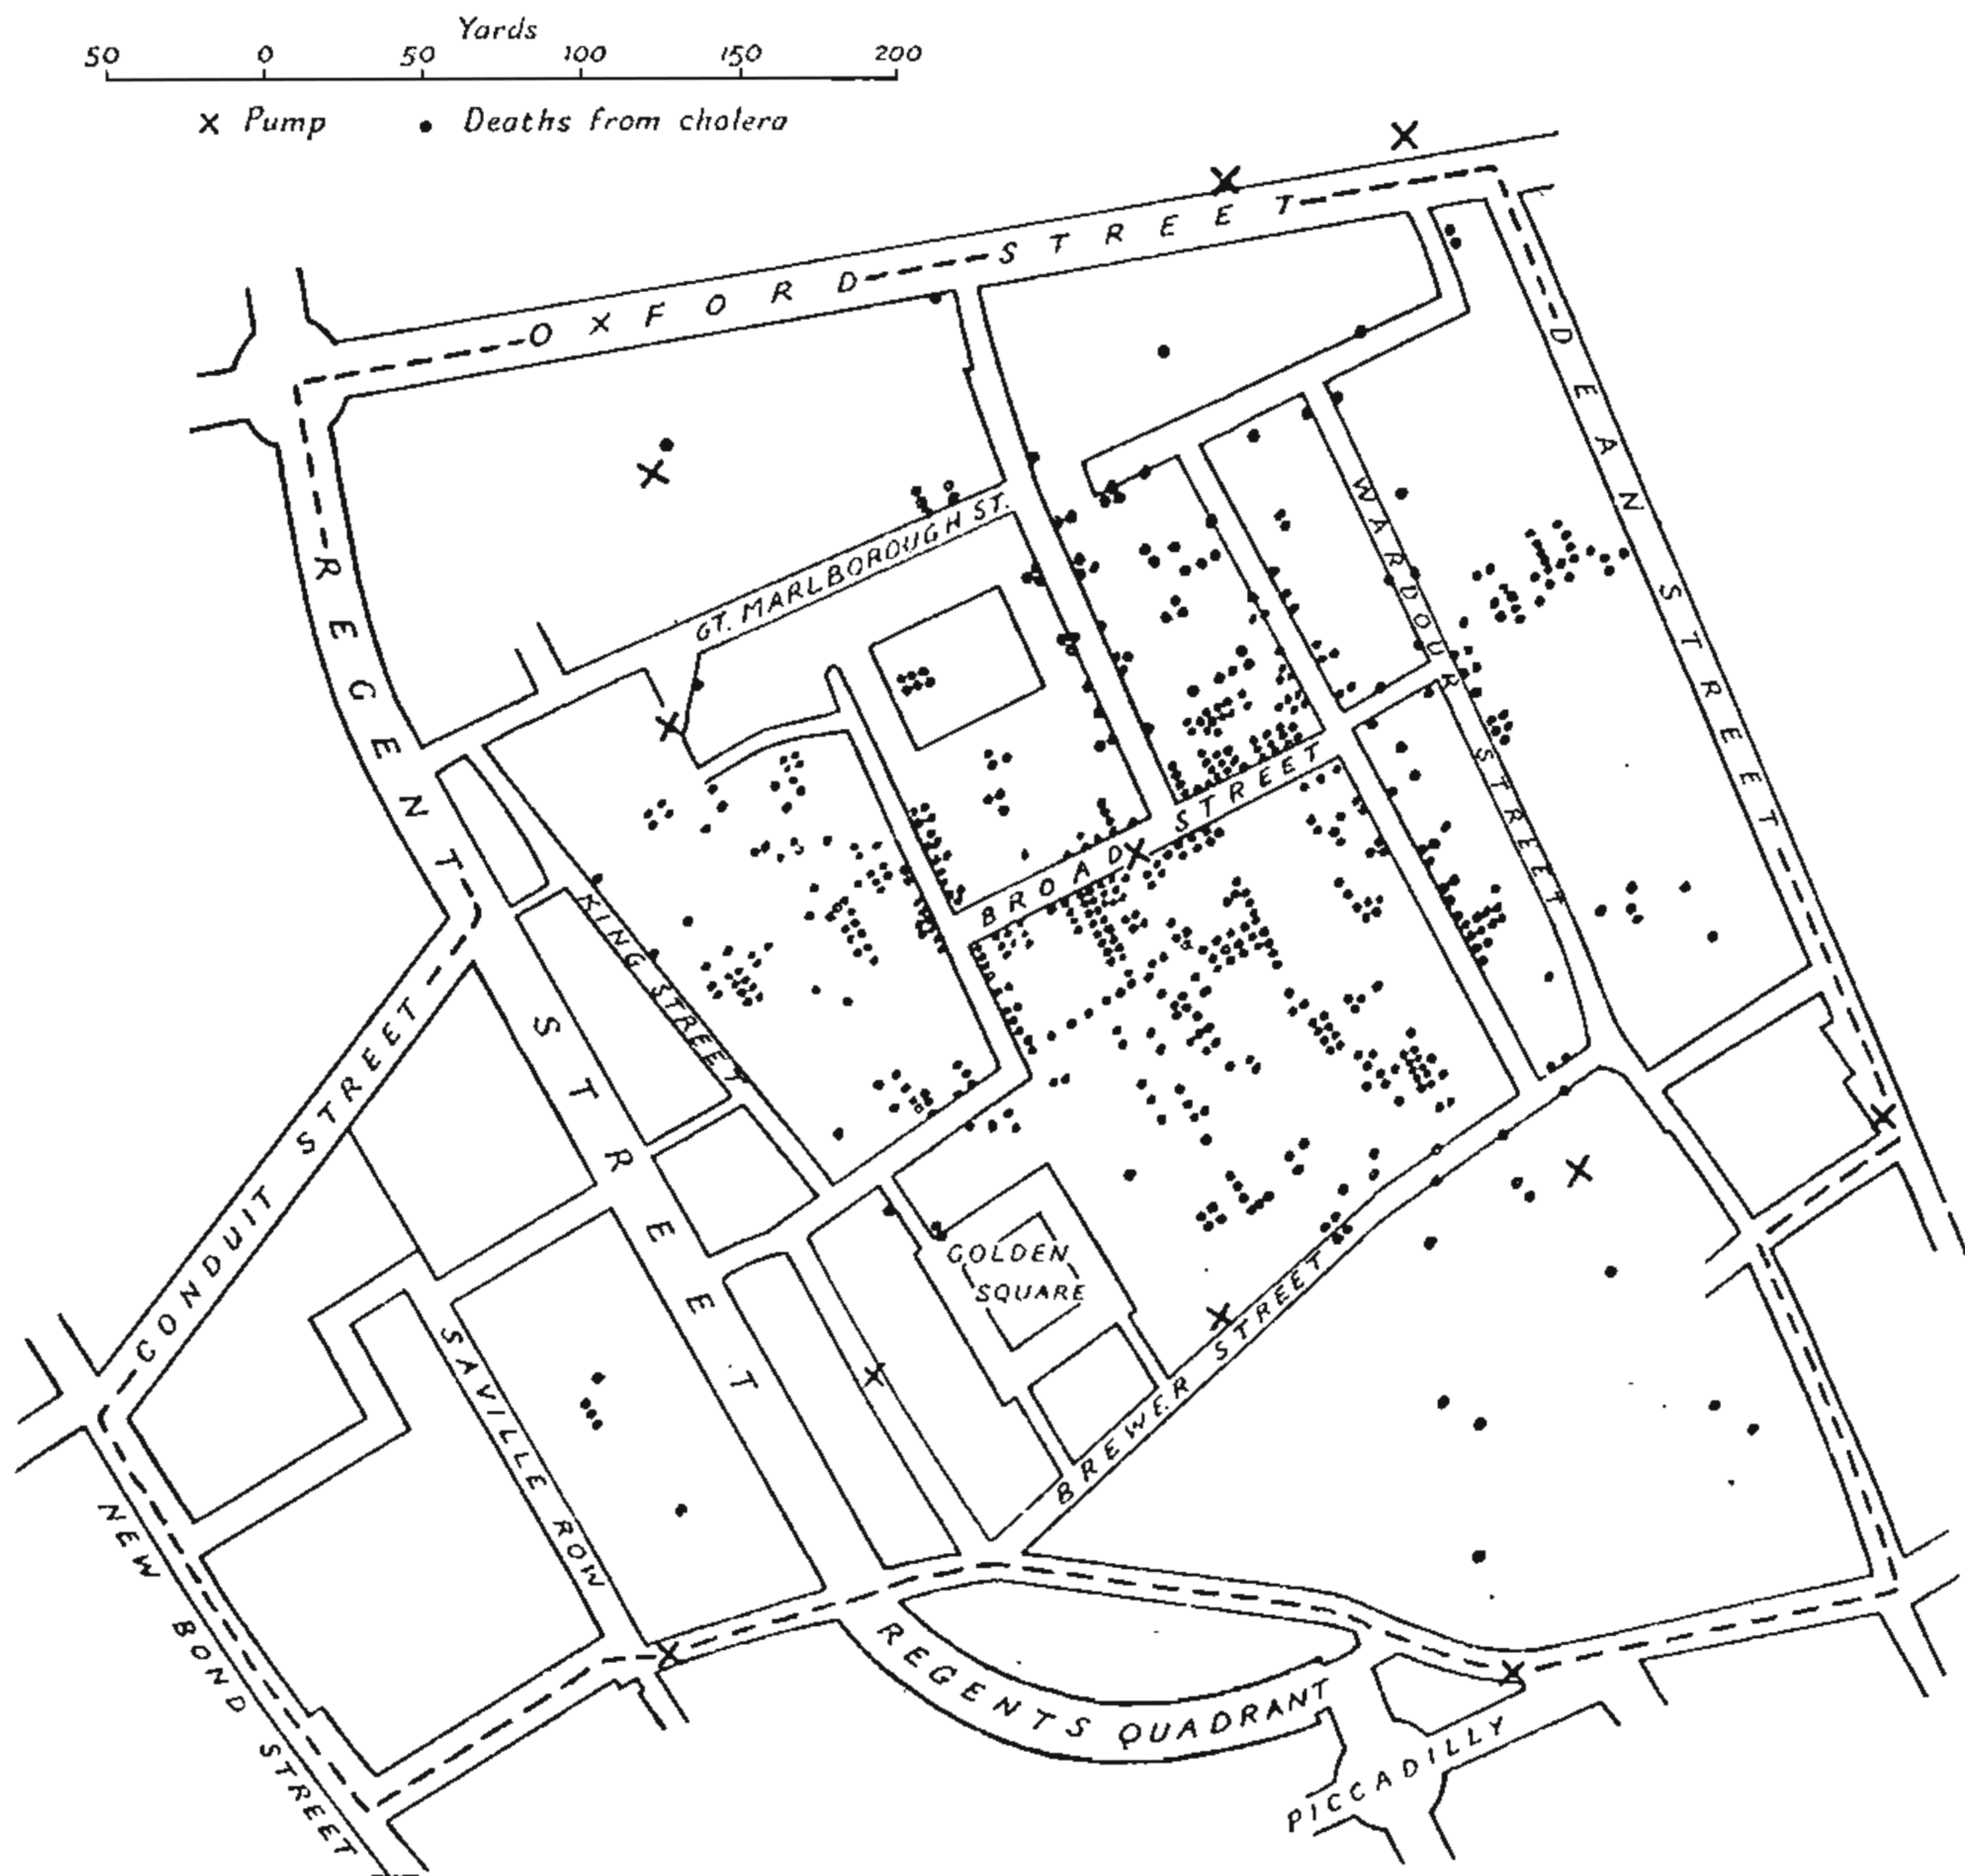 Yards
50 0 50 100 150 200
× Pump • Deaths from cholera
OXFORD STREET
DEAN STREET
REGENT STREET
GT. MARLBOROUGH ST.
WARDOUR STREET
BROAD STREET
KING STREET
CONDUIT STREET
GOLDEN
SQUARE
BREWER STREET
SAVILLE ROW
NEW BOND STREET
REGENTS QUADRANT
PICCADILLY